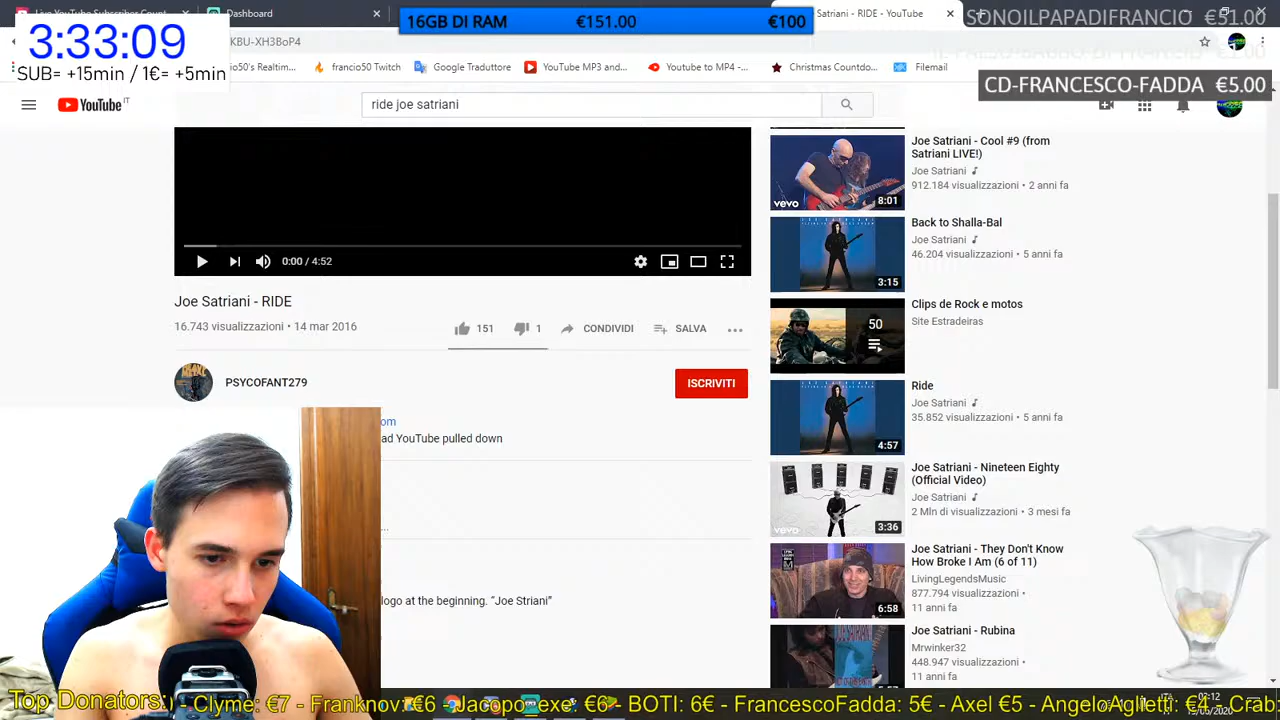 Dashboard
16GB DI RAM €151.00 €100
Satriani - RIDE - YouTube
SONOILPAPADIFRANCIO €51.00
3:33:09
SUB= +15min / 1€= +5min
KBU-XH3BoP4
francio50 Twitch
Google Traduttore
YouTube MP3 and...
Youtube to MP4 -...
Christmas Countdo...
Filemail
CD-FRANCESCO-FADDA €5.00
YouTube IT
ride joe satriani
Joe Satriani - Cool #9 (from
Satriani LIVE!)
Joe Satriani
912.184 visualizzazioni • 2 anni fa
vevo
8:01
Back to Shalla-Bal
Joe Satriani
46.204 visualizzazioni • 5 anni fa
3:15
0:00 / 4:52
Joe Satriani - RIDE
16.743 visualizzazioni • 14 mar 2016
151
1
CONDIVIDI
SALVA
Clips de Rock e motos
Site Estradeiras
50
PSYCOFANT279
ISCRIVITI
om
ad YouTube pulled down
Ride
Joe Satriani
35.852 visualizzazioni • 5 anni fa
4:57
Joe Satriani - Nineteen Eighty
(Official Video)
Joe Satriani
2 Mln di visualizzazioni • 3 mesi fa
vevo
3:36
Joe Satriani - They Don't Know
How Broke I Am (6 of 11)
LivingLegendsMusic
877.794 visualizzazioni •
11 anni fa
6:58
logo at the beginning. “Joe Striani”
Joe Satriani - Rubina
Mrwinker32
448.947 visualizzazioni •
11 anni fa
Top Donators:) - Clyme: €7 - Franknov: €6 - Jacopo.exe: €6 - BOTI: 6€ - FrancescoFadda: 5€ - Axel €5 - AngeloAglietti: €4 - Crab: